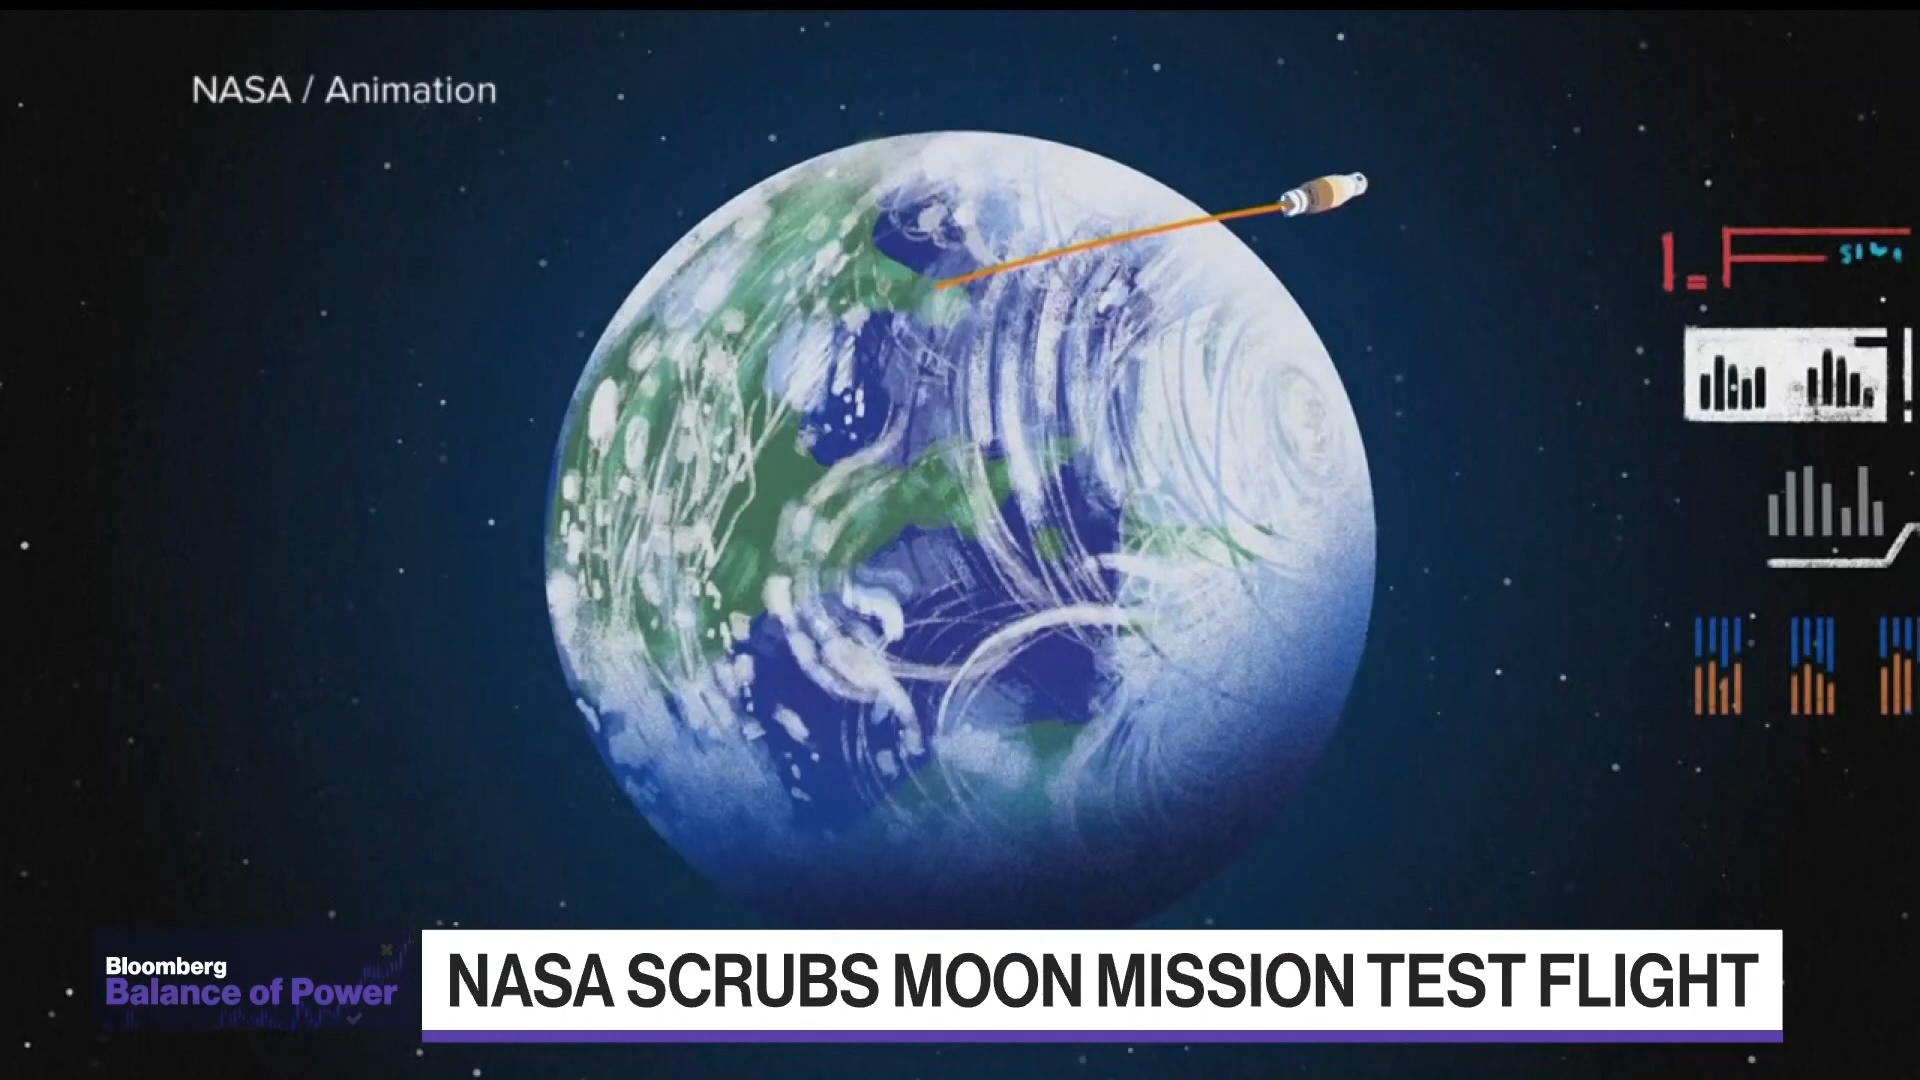 NASA / Animation
Bloomberg
Balance of Power
NASA SCRUBS MOON MISSION TEST FLIGHT